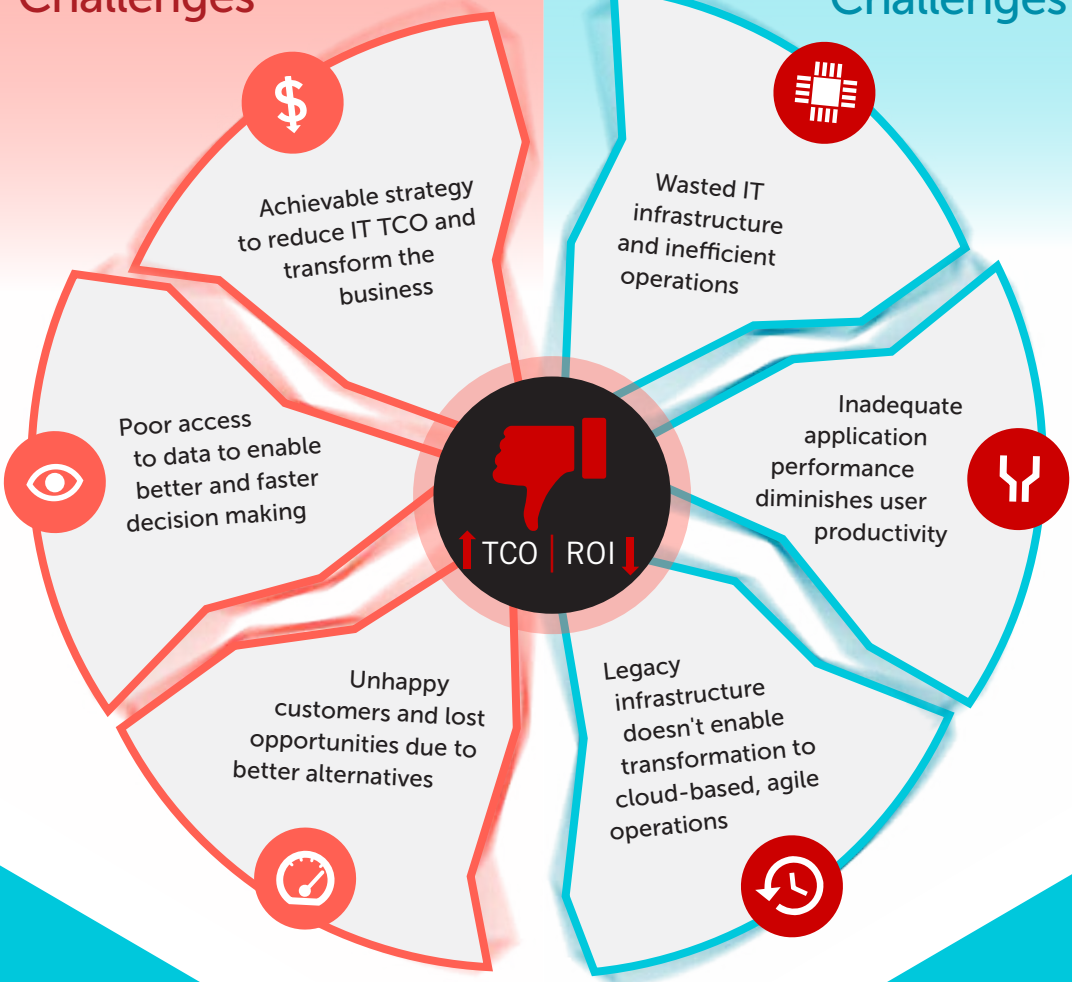 Challenges
Challenges
Achievable strategy
to reduce IT TCO and
transform the
business
Wasted IT
infrastructure
and inefficient
operations
Poor access
to data to enable
better and faster
decision making
Inadequate
application
performance
diminishes user
productivity
TCO | ROI
Unhappy
customers and lost
opportunities due to
better alternatives
Legacy
infrastructure
doesn't enable
transformation to
cloud-based, agile
operations